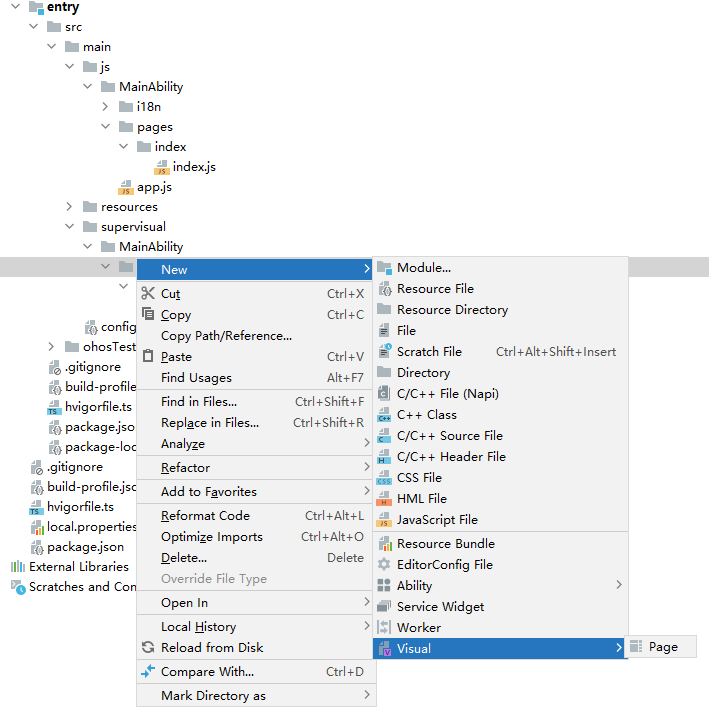 entry
src
main
js
MainAbility
i18n
pages
index
index.js
app.js
resources
supervisual
MainAbility
config
ohosTest
.gitignore
build-profile
hvigorfile.ts
package.jso
package-loc
.gitignore
build-profile.jsc
hvigorfile.ts
local.properties
package.json
External Libraries
Scratches and Con
New
Cut Ctrl+X
Copy Ctrl+C
Copy Path/Reference...
Paste Ctrl+V
Find Usages Alt+F7
Find in Files... Ctrl+Shift+F
Replace in Files... Ctrl+Shift+R
Analyze
Refactor
Add to Favorites
Reformat Code Ctrl+Alt+L
Optimize Imports Ctrl+Alt+O
Delete... Delete
Override File Type
Open In
Local History
Reload from Disk
Compare With... Ctrl+D
Mark Directory as
Module...
Resource File
Resource Directory
File
Scratch File Ctrl+Alt+Shift+Insert
Directory
C/C++ File (Napi)
C++ Class
C/C++ Source File
C/C++ Header File
CSS File
HML File
JavaScript File
Resource Bundle
EditorConfig File
Ability
Service Widget
Worker
Visual
Page